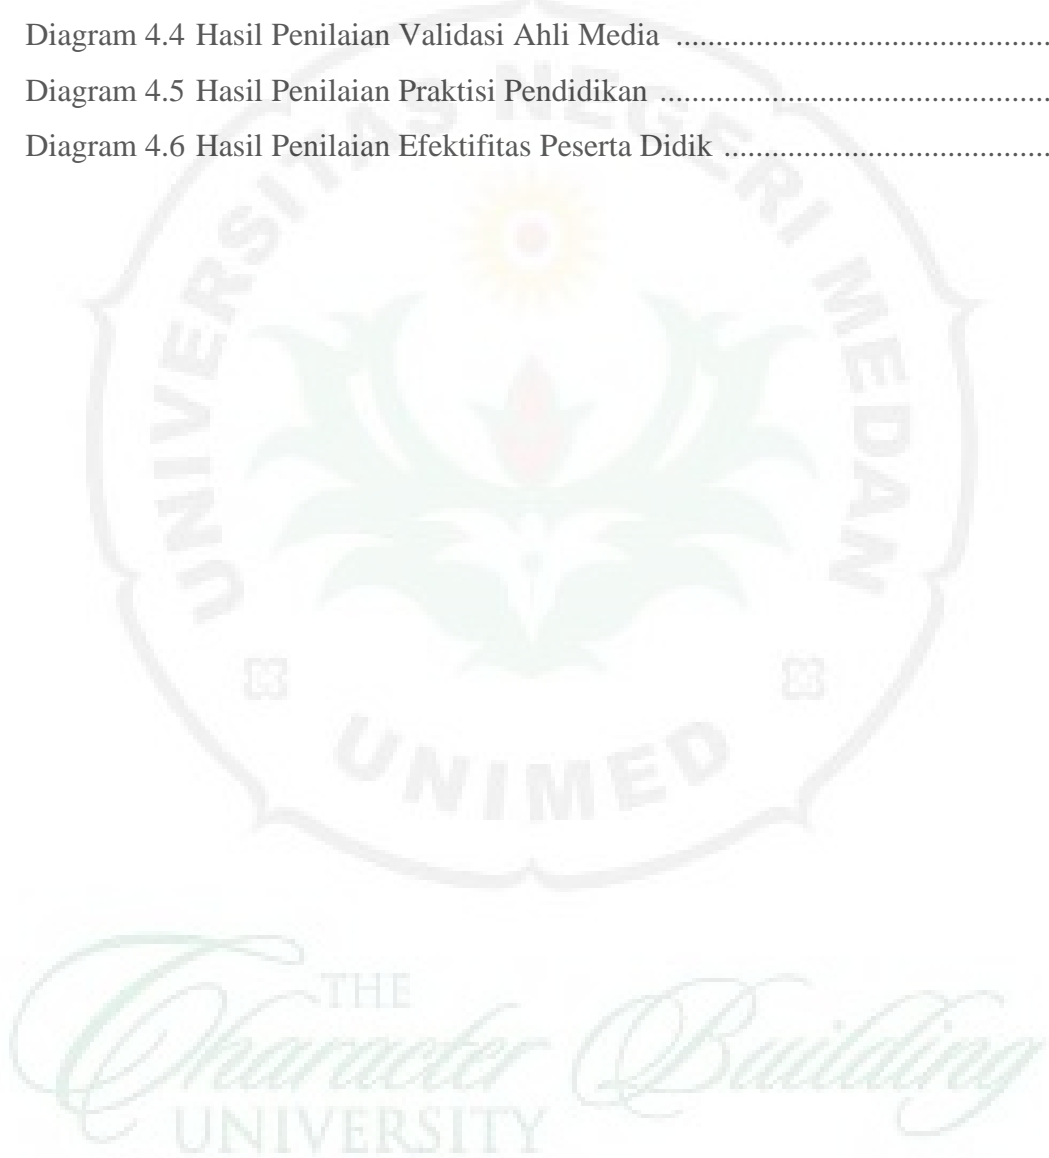 Diagram 4.4 Hasil Penilaian Validasi Ahli Media ...............................................
Diagram 4.5 Hasil Penilaian Praktisi Pendidikan .................................................
Diagram 4.6 Hasil Penilaian Efektifitas Peserta Didik .........................................
UNIVERSITAS NEGERI MEDAN
UNIMED
THE
Character Building
UNIVERSITY